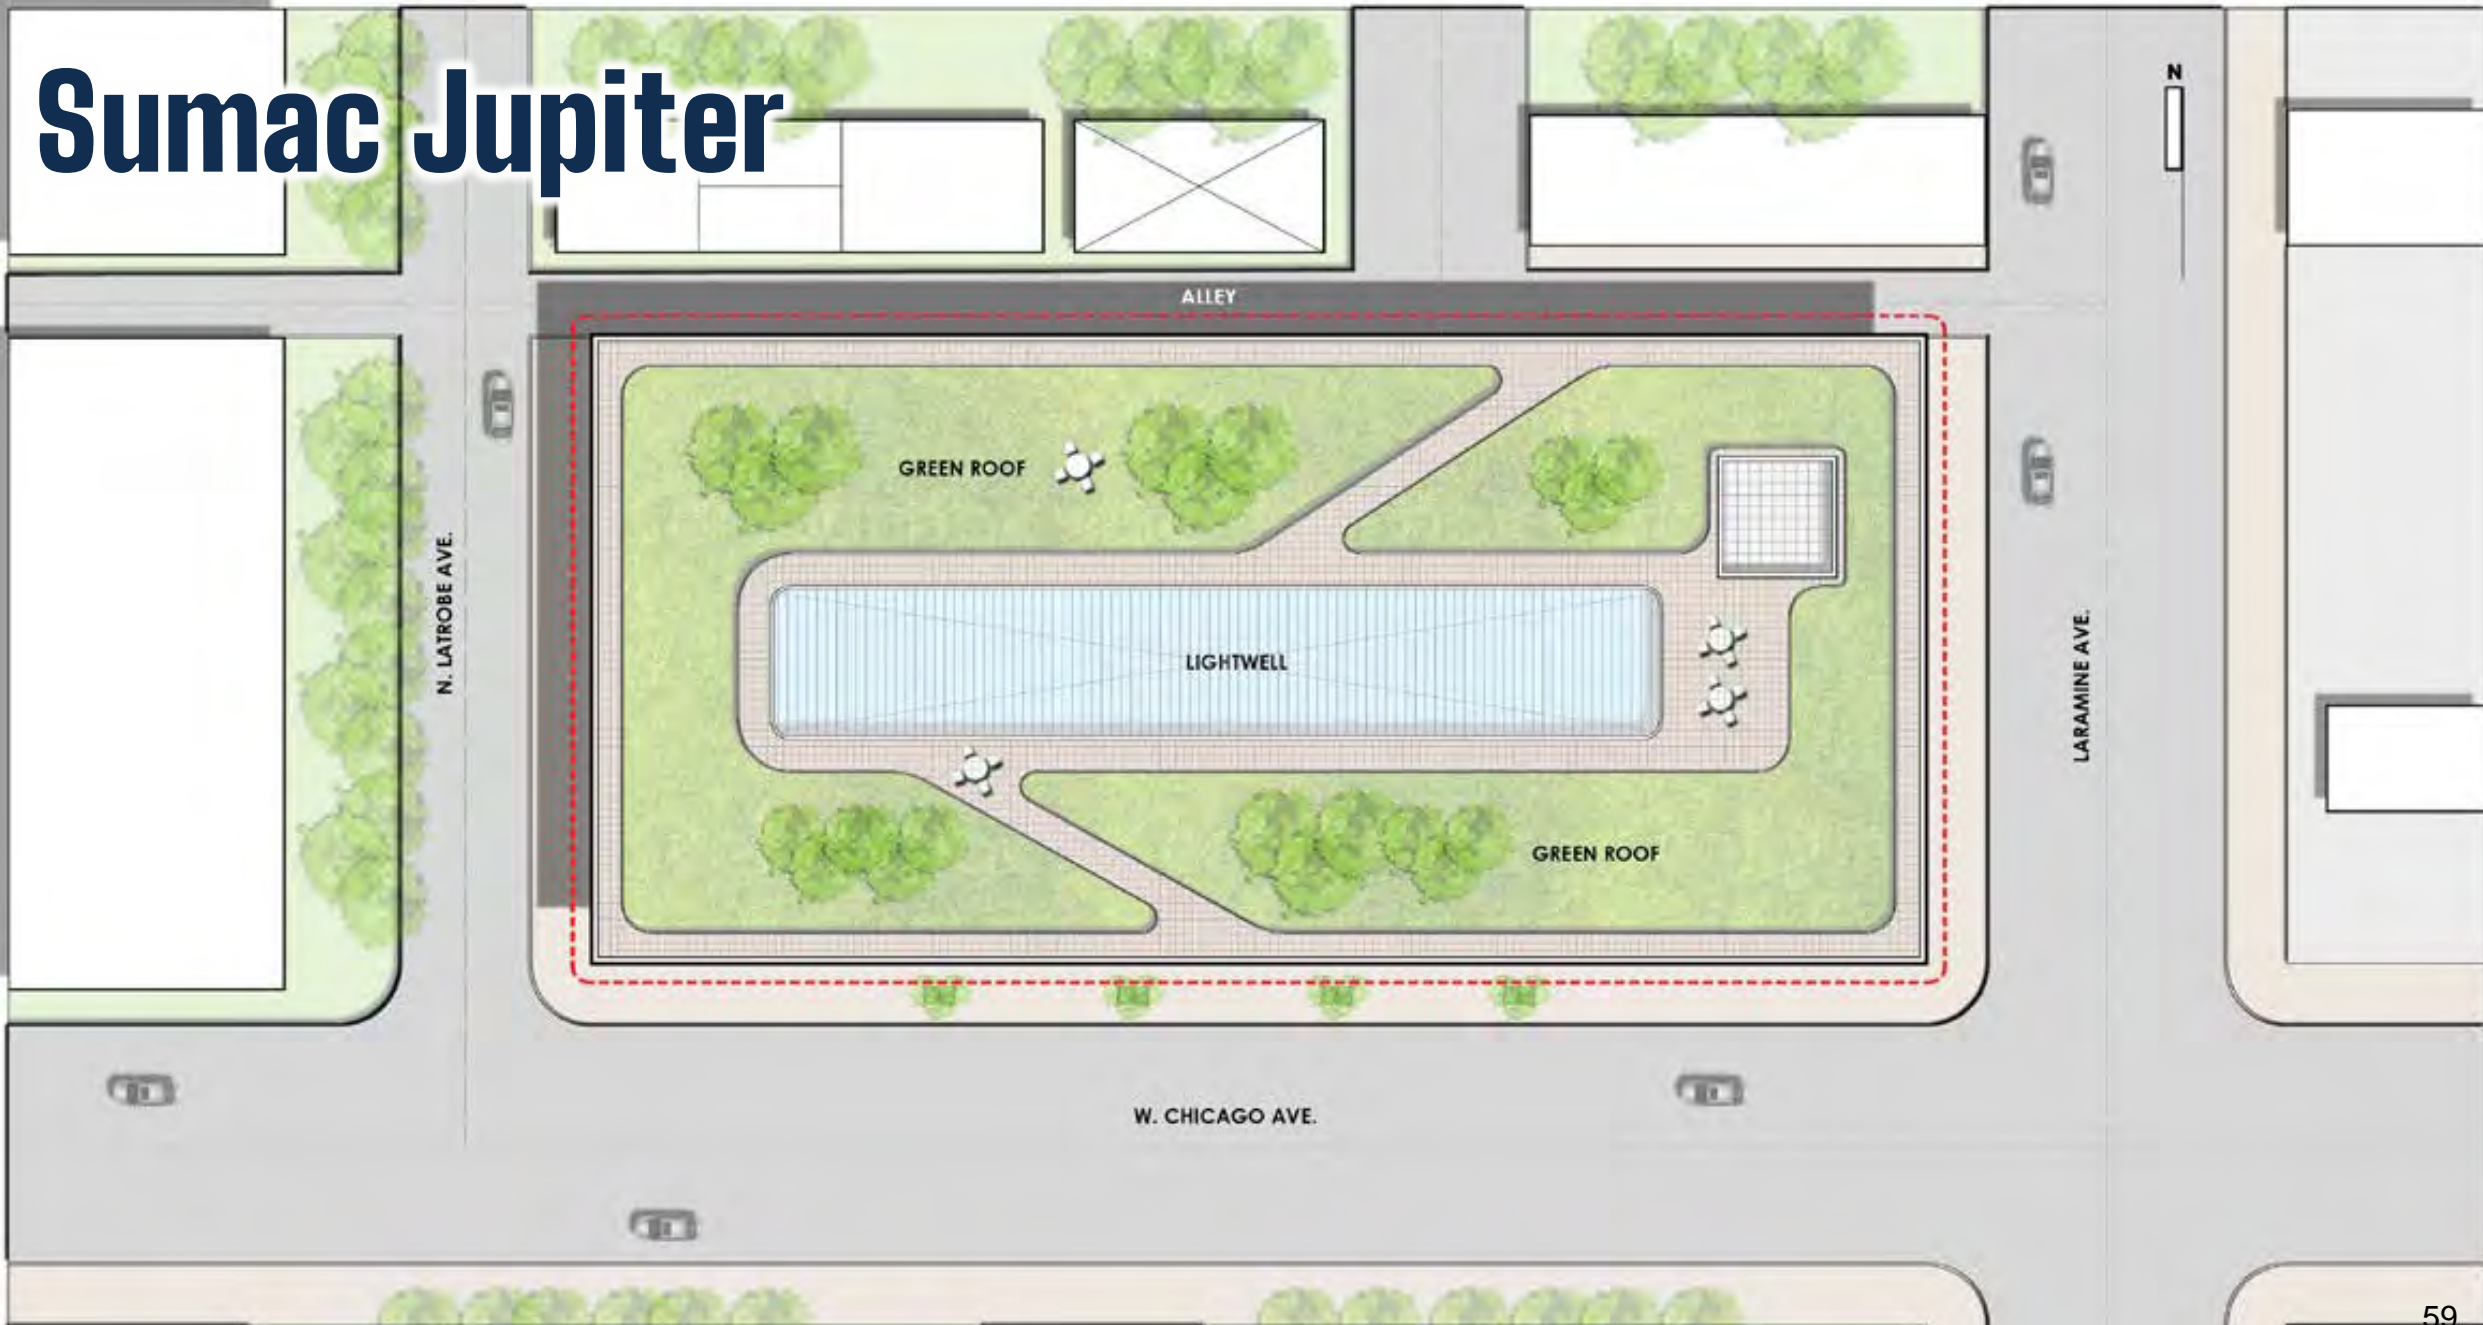 Sumac Jupiter
N
ALLEY
GREEN ROOF
N. LATROBE AVE.
LIGHTWELL
LARAMINE AVE.
GREEN ROOF
W. CHICAGO AVE.
59